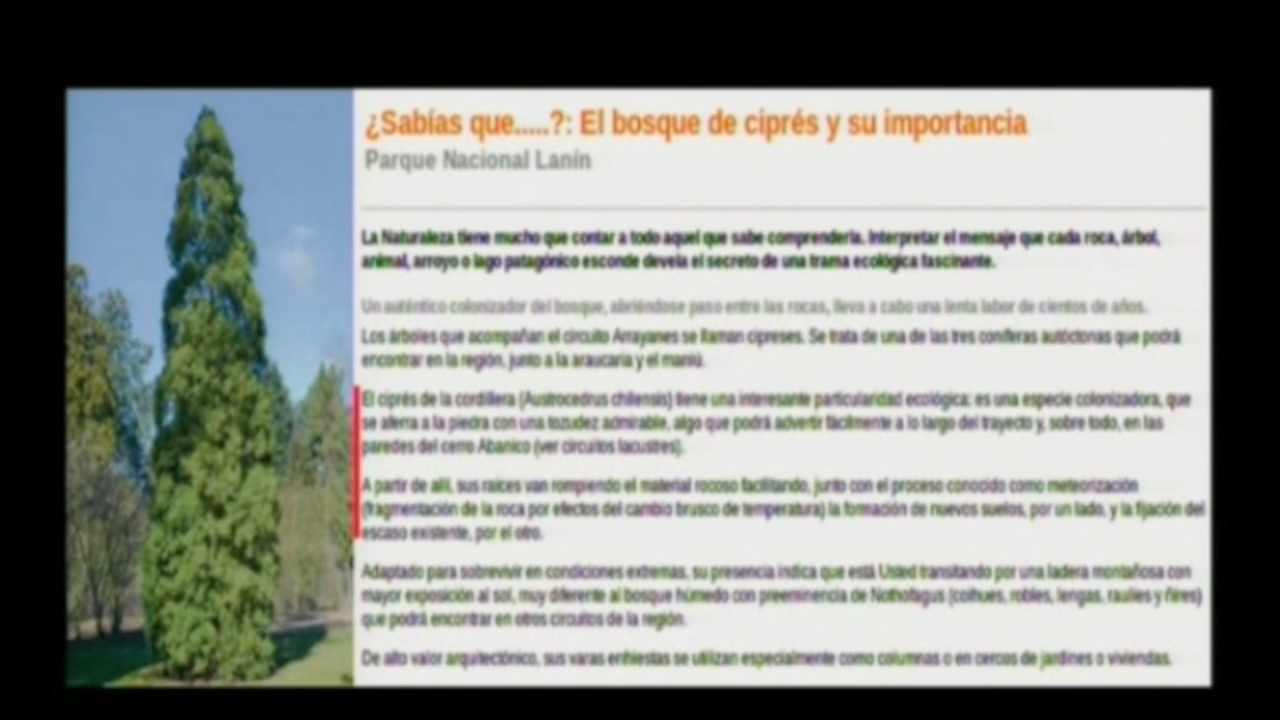 ¿Sabías que.....?: El bosque de ciprés y su importancia
Parque Nacional Lanín
La Naturaleza tiene mucho que contar a todo aquel que sabe comprenderla. Interpretar el mensaje que cada roca, árbol,
animal, arroyo o lago patagónico esconde devela el secreto de una trama ecológica fascinante.
Un auténtico colonizador del bosque, abriéndose paso entre las rocas, lleva a cabo una lenta labor de cientos de años.
Los árboles que acompañan el circuito Arrayanes se llaman cipreses. Se trata de una de las tres coníferas autóctonas que podrá
encontrar en la región, junto a la araucaria y el maniú.
El ciprés de la cordillera (Austrocedrus chilensis) tiene una interesante particularidad ecológica: es una especie colonizadora, que
se aferra a la piedra con una tozudez admirable, algo que podrá advertir fácilmente a lo largo del trayecto y, sobre todo, en las
paredes del cerro Abanico (ver circuitos lacustres).
A partir de allí, sus raíces van rompiendo el material rocoso facilitando, junto con el proceso conocido como meteorización
(fragmentación de la roca por efectos del cambio brusco de temperatura) la formación de nuevos suelos, por un lado, y la fijación del
escaso existente, por el otro.
Adaptado para sobrevivir en condiciones extremas, su presencia indica que está Usted transitando por una ladera montañosa con
mayor exposición al sol, muy diferente al bosque húmedo con preeminencia de Nothofagus (coihues, robles, lengas, raulíes y ñires)
que podrá encontrar en otros circuitos de la región.
De alto valor arquitectónico, sus varas enhiestas se utilizan especialmente como columnas o en cercos de jardines o viviendas.